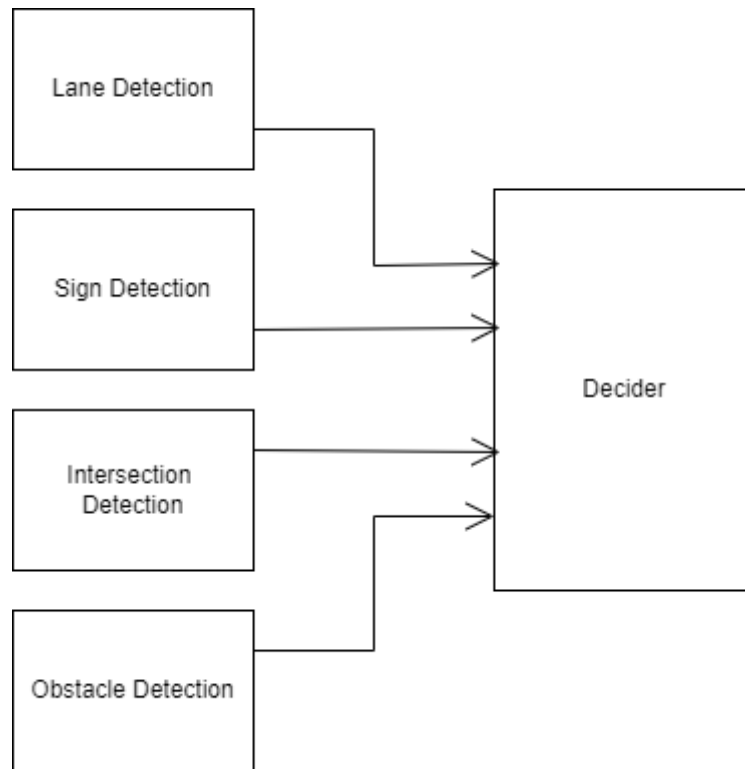 Lane Detection
Sign Detection
Intersection
Detection
Obstacle Detection
Decider